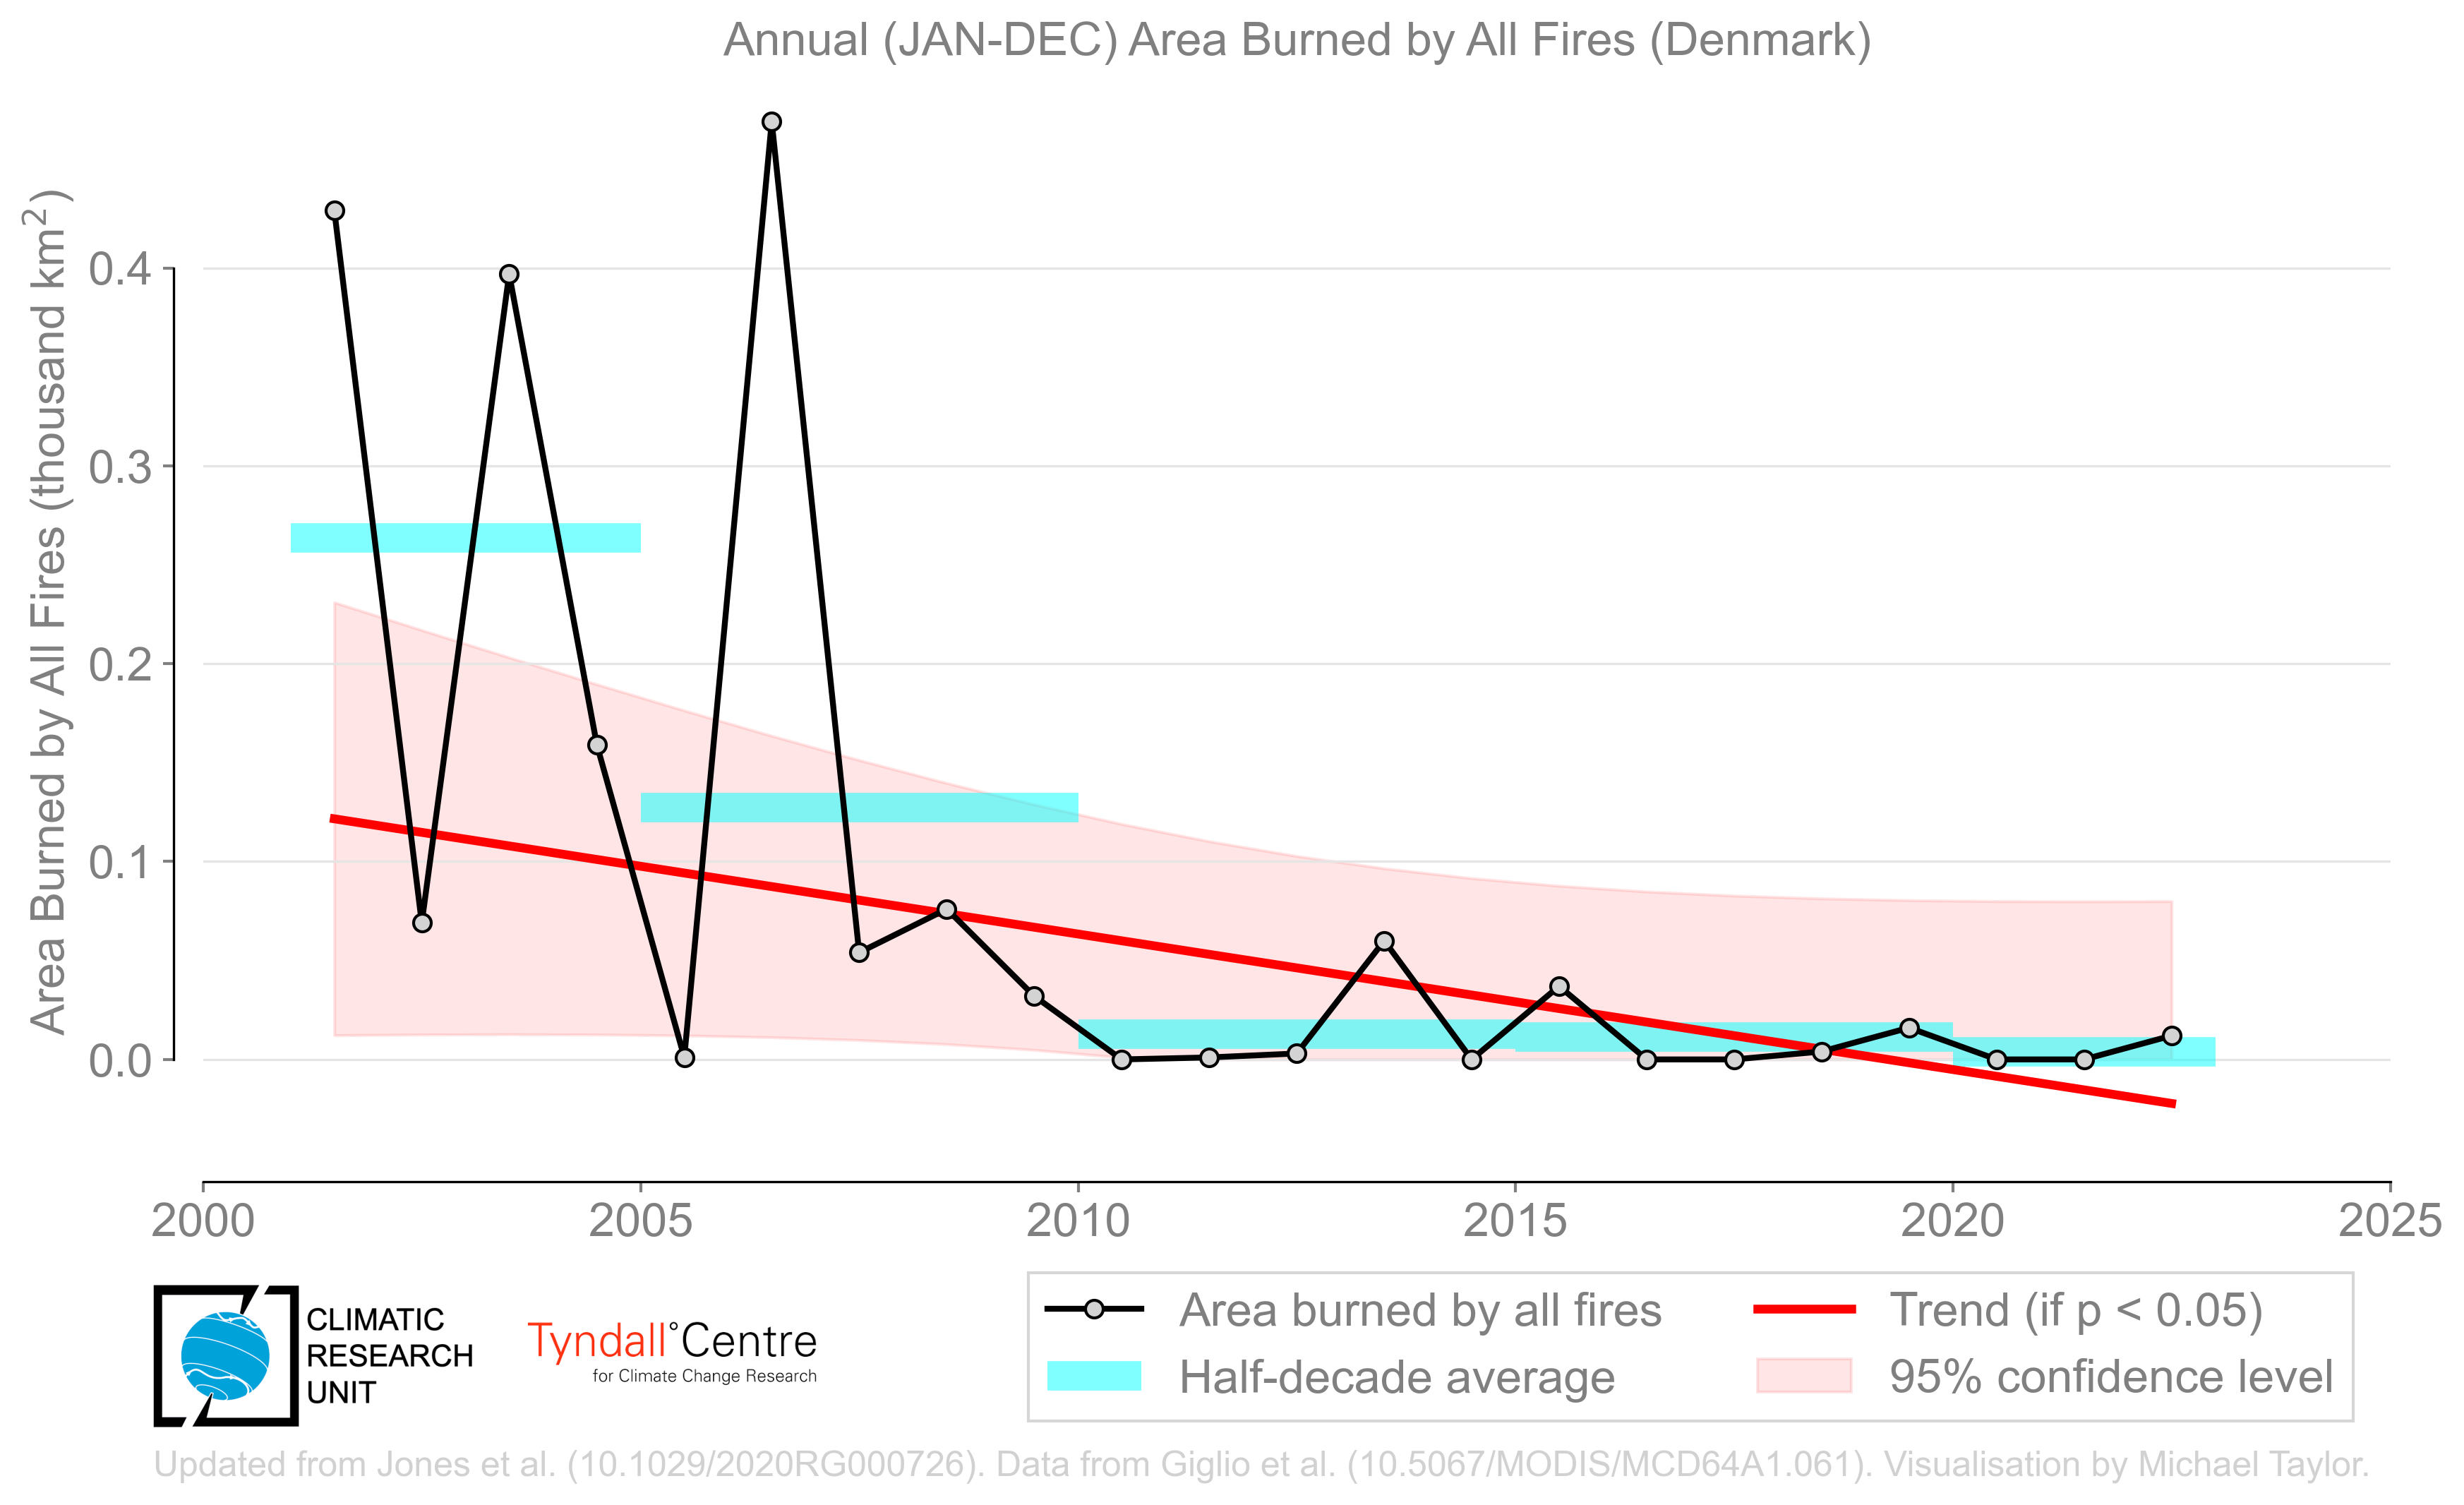 Annual (JAN-DEC) Area Burned by All Fires (Denmark)
Area Burned by All Fires (thousand km²)
0.4
0.3
0.2
0.1
0.0
2000 2005 2010 2015 2020 2025
CLIMATIC
RESEARCH
UNIT
Tyndall°Centre
for Climate Change Research
Area burned by all fires
Half-decade average
Trend (if p < 0.05)
95% confidence level
Updated from Jones et al. (10.1029/2020RG000726). Data from Giglio et al. (10.5067/MODIS/MCD64A1.061). Visualisation by Michael Taylor.